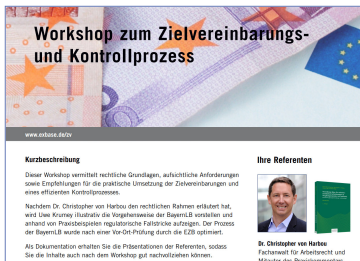 Workshop zum Zielvereinbarungs-
und Kontrollprozess
www.exbase.de/zv
Kurzbeschreibung
Dieser Workshop vermittelt rechtliche Grundlagen, aufsichtliche Anforderungen
sowie Empfehlungen für die praktische Umsetzung der Zielvereinbarungen und
eines effizienten Kontrollprozesses.
Nachdem Dr. Christopher von Harbou den rechtlichen Rahmen erläutert hat,
wird Uwe Krumey illustrativ die Vorgehensweise der BayernLB vorstellen und
anhand von Praxisbeispielen regulatorische Fallstricke aufzeigen. Der Prozess
der BayernLB wurde nach einer Vor-Ort-Prüfung durch die EZB optimiert.
Als Dokumentation erhalten Sie die Präsentationen der Referenten, sodass
Sie die Inhalte auch nach dem Workshop gut nachvollziehen können.
Ihre Referenten
Dr. Christopher von Harbou
Fachanwalt für Arbeitsrecht und